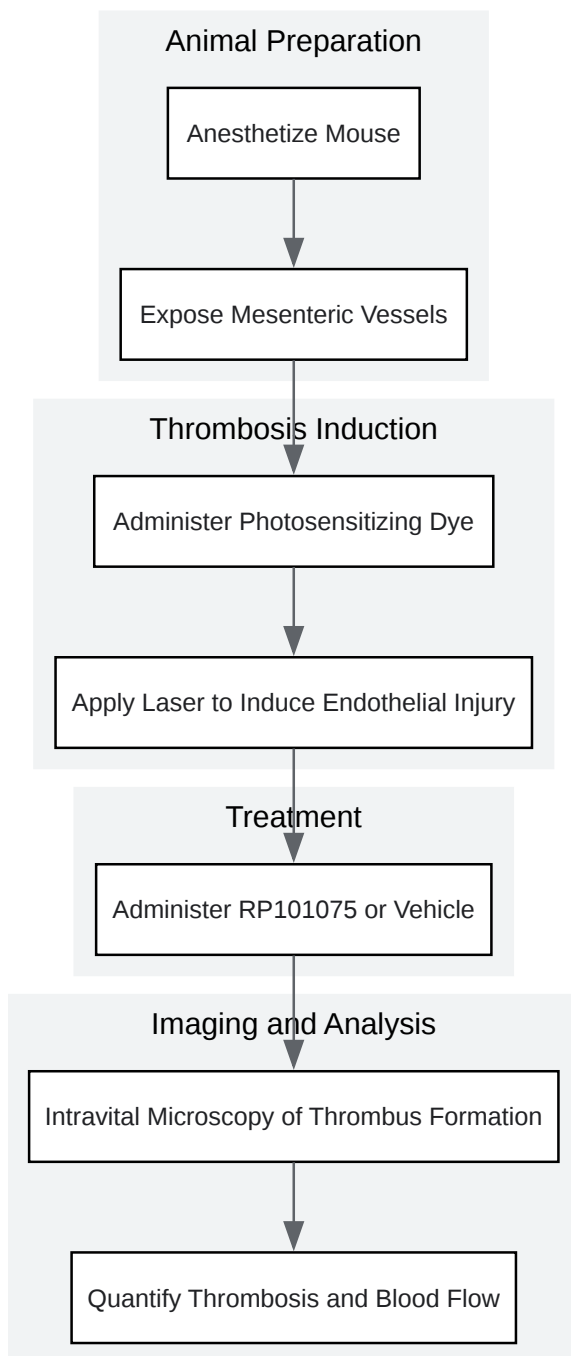 Animal Preparation
Anesthetize Mouse
Expose Mesenteric Vessels
Thrombosis Induction
Administer Photosensitizing Dye
Apply Laser to Induce Endothelial Injury
Treatment
Administer RP101075 or Vehicle
Imaging and Analysis
Intravital Microscopy of Thrombus Formation
Quantify Thrombosis and Blood Flow